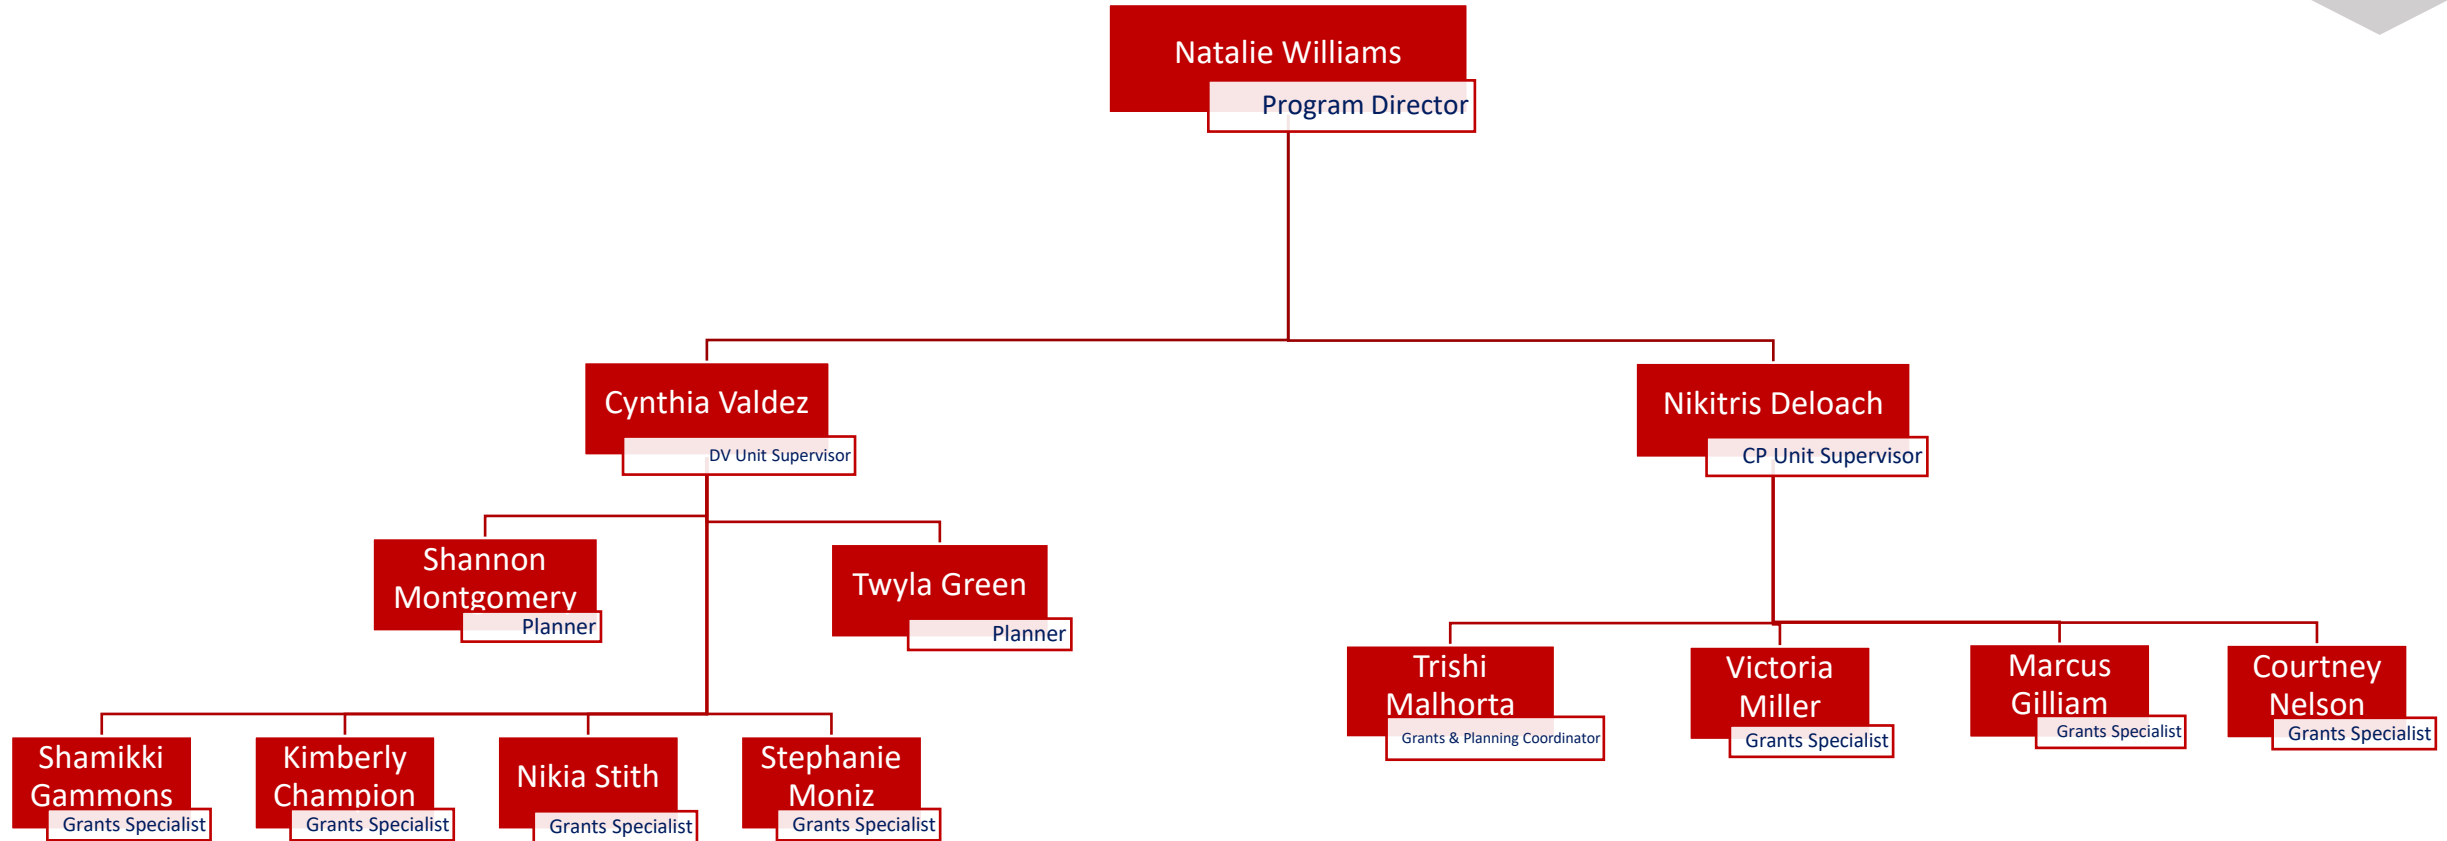 Natalie Williams
Program Director
Cynthia Valdez
DV Unit Supervisor
Nikitris Deloach
CP Unit Supervisor
Shannon
Montgomery
Planner
Twyla Green
Planner
Trishi
Malhorta
Grants & Planning Coordinator
Victoria
Miller
Grants Specialist
Marcus
Gilliam
Grants Specialist
Courtney
Nelson
Grants Specialist
Shamikki
Gammons
Grants Specialist
Kimberly
Champion
Grants Specialist
Nikia Stith
Grants Specialist
Stephanie
Moniz
Grants Specialist